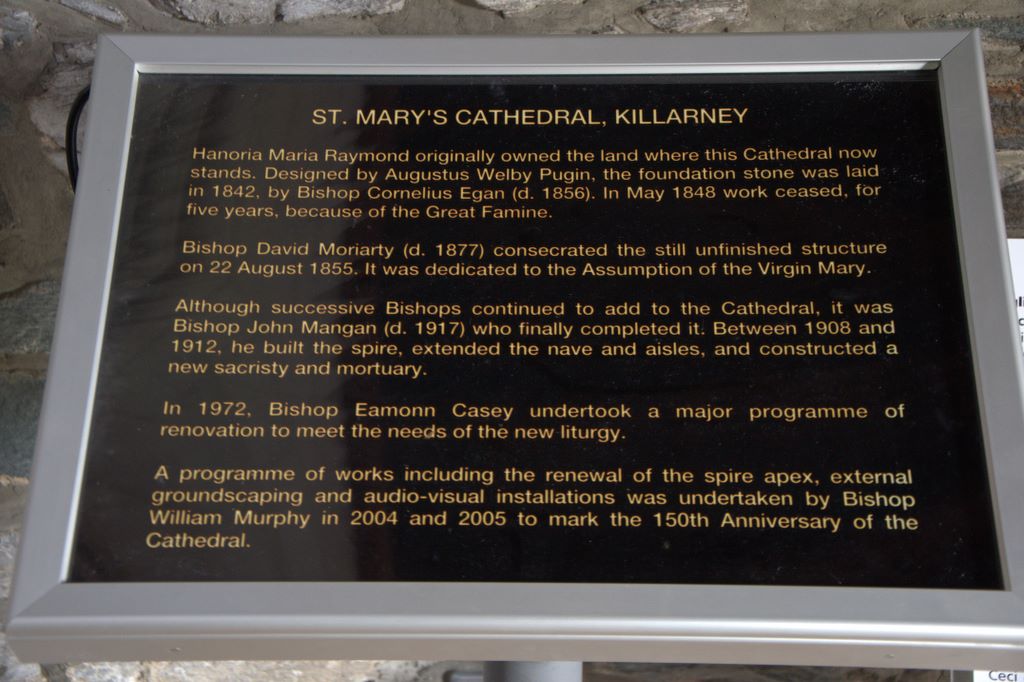 ST. MARY'S CATHEDRAL, KILLARNEY
Hanoria Maria Raymond originally owned the land where this Cathedral now
stands. Designed by Augustus Welby Pugin, the foundation stone was laid
in 1842, by Bishop Cornelius Egan (d. 1856). In May 1848 work ceased, for
five years, because of the Great Famine.
Bishop David Moriarty (d. 1877) consecrated the still unfinished structure
on 22 August 1855. It was dedicated to the Assumption of the Virgin Mary.
Although successive Bishops continued to add to the Cathedral, it was
Bishop John Mangan (d. 1917) who finally completed it. Between 1908 and
1912, he built the spire, extended the nave and aisles, and constructed a
new sacristy and mortuary.
In 1972, Bishop Eamonn Casey undertook a major programme of
renovation to meet the needs of the new liturgy.
A programme of works including the renewal of the spire apex, external
groundscaping and audio-visual installations was undertaken by Bishop
William Murphy in 2004 and 2005 to mark the 150th Anniversary of the
Cathedral.
Ceci